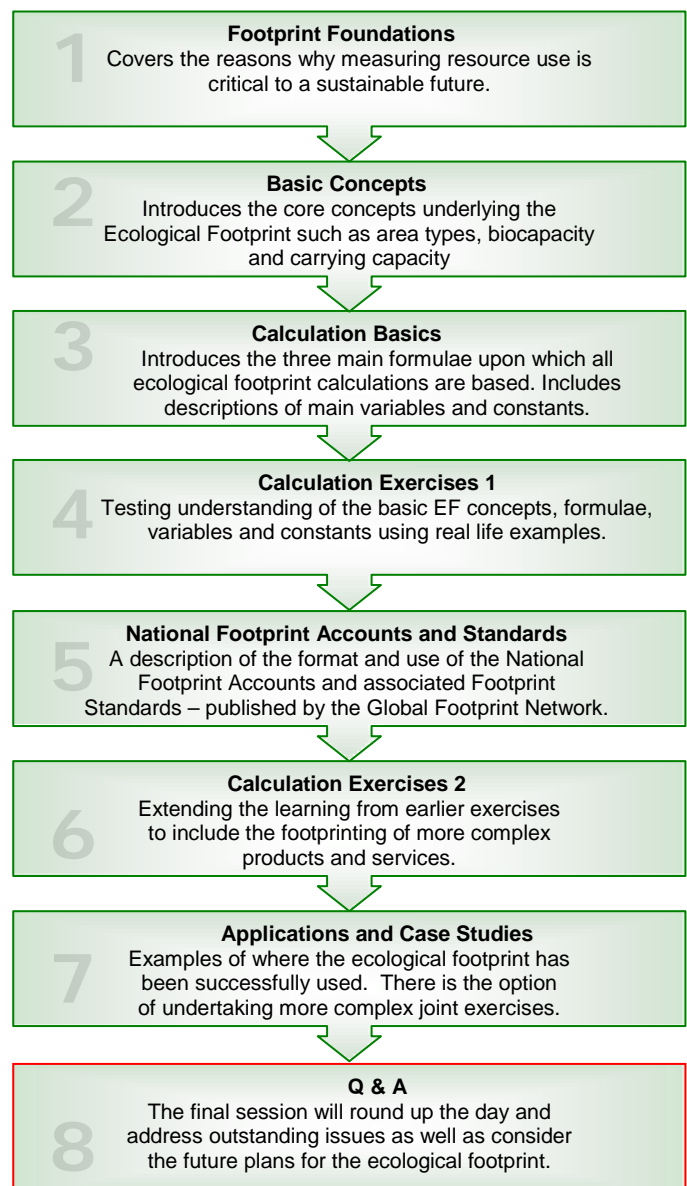 1
Footprint Foundations
Covers the reasons why measuring resource use is
critical to a sustainable future.
2
Basic Concepts
Introduces the core concepts underlying the
Ecological Footprint such as area types, biocapacity
and carrying capacity
3
Calculation Basics
Introduces the three main formulae upon which all
ecological footprint calculations are based. Includes
descriptions of main variables and constants.
4
Calculation Exercises 1
Testing understanding of the basic EF concepts, formulae,
variables and constants using real life examples.
5
National Footprint Accounts and Standards
A description of the format and use of the National
Footprint Accounts and associated Footprint
Standards – published by the Global Footprint Network.
6
Calculation Exercises 2
Extending the learning from earlier exercises
to include the footprinting of more complex
products and services.
7
Applications and Case Studies
Examples of where the ecological footprint has
been successfully used. There is the option
of undertaking more complex joint exercises.
8
Q & A
The final session will round up the day and
address outstanding issues as well as consider
the future plans for the ecological footprint.